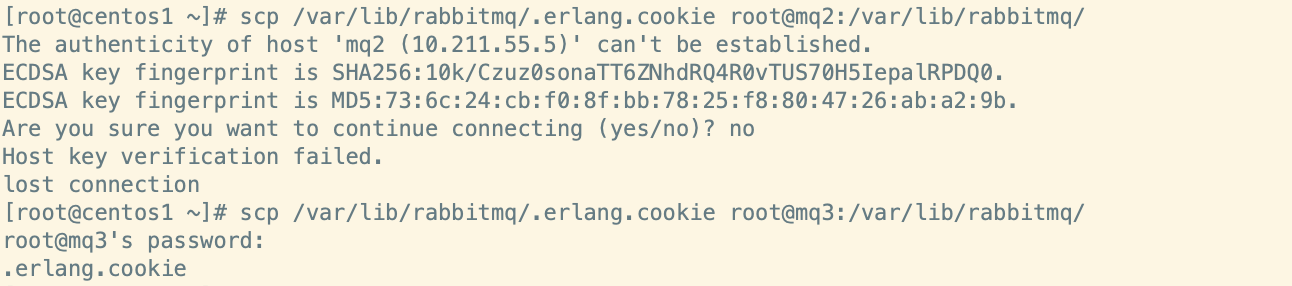 [root@centos1 ~]# scp /var/lib/rabbitmq/.erlang.cookie root@mq2:/var/lib/rabbitmq/
The authenticity of host 'mq2 (10.211.55.5)' can't be established.
ECDSA key fingerprint is SHA256:10k/Czuz0sonaTT6ZNhdRQ4R0vTUS70H5IepalRPDQ0.
ECDSA key fingerprint is MD5:73:6c:24:cb:f0:8f:bb:78:25:f8:80:47:26:ab:a2:9b.
Are you sure you want to continue connecting (yes/no)? no
Host key verification failed.
lost connection
[root@centos1 ~]# scp /var/lib/rabbitmq/.erlang.cookie root@mq3:/var/lib/rabbitmq/
root@mq3's password:
.erlang.cookie